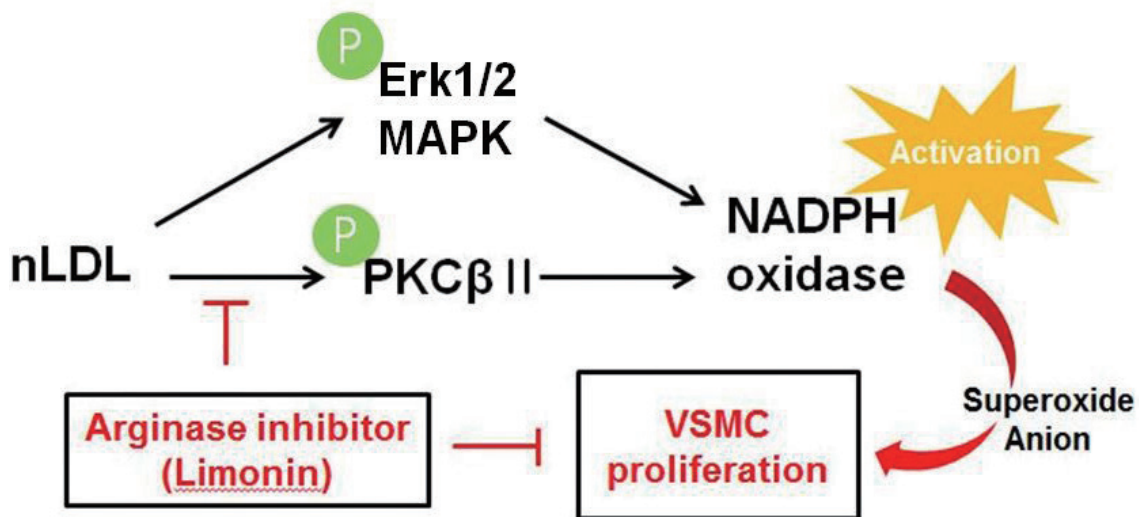 P
Erk1/2
MAPK
Activation
NADPH
oxidase
P
nLDL
PKCβ II
Superoxide
Anion
Arginase inhibitor
(Limonin)
VSMC
proliferation